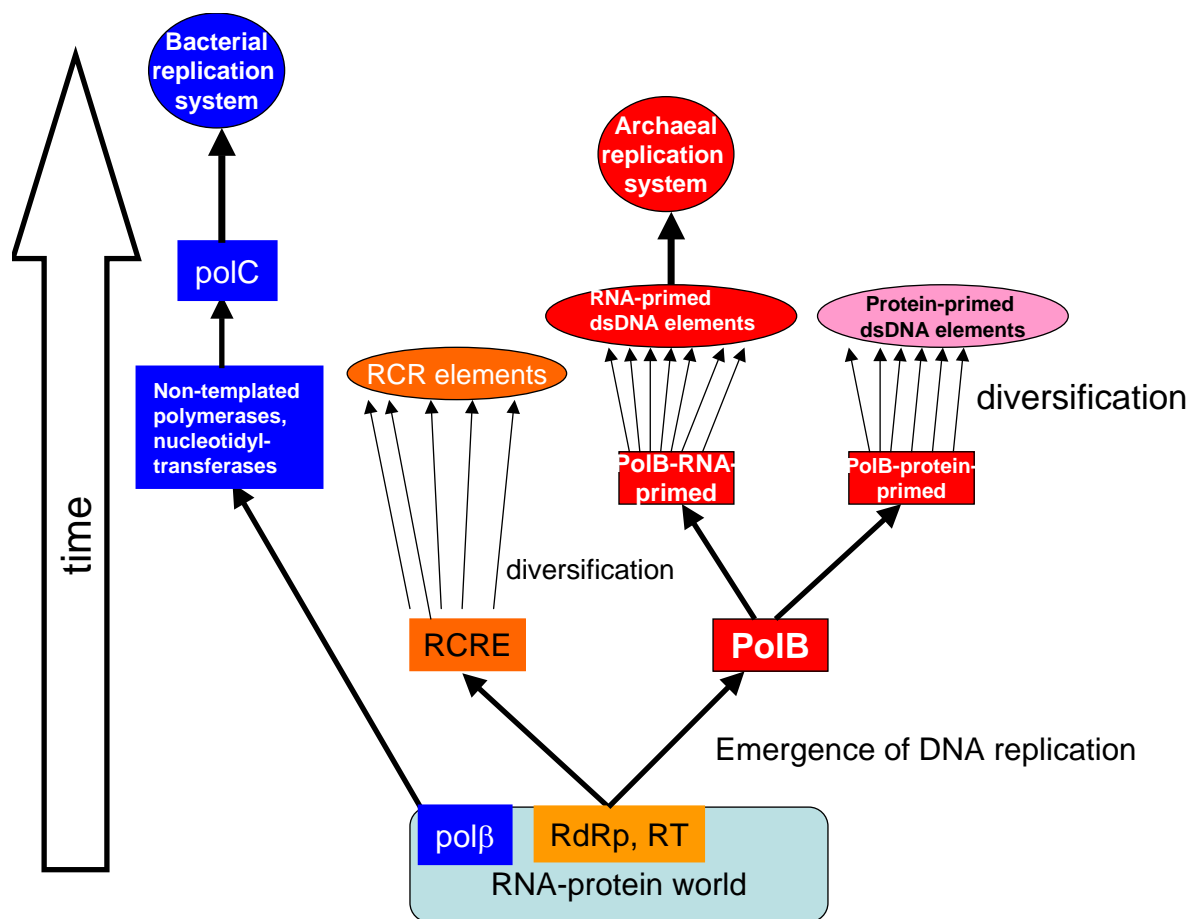 Bacterial
replication
system
Archaeal
replication
system
polC
RNA-primed
dsDNA elements
Protein-primed
dsDNA elements
RCR elements
Non-templated
polymerases,
nucleotidyl-
transferases
diversification
PolB-RNA-
primed
PolB-protein-
primed
time
diversification
RCRE
PolB
Emergence of DNA replication
polβ
RdRp, RT
RNA-protein world